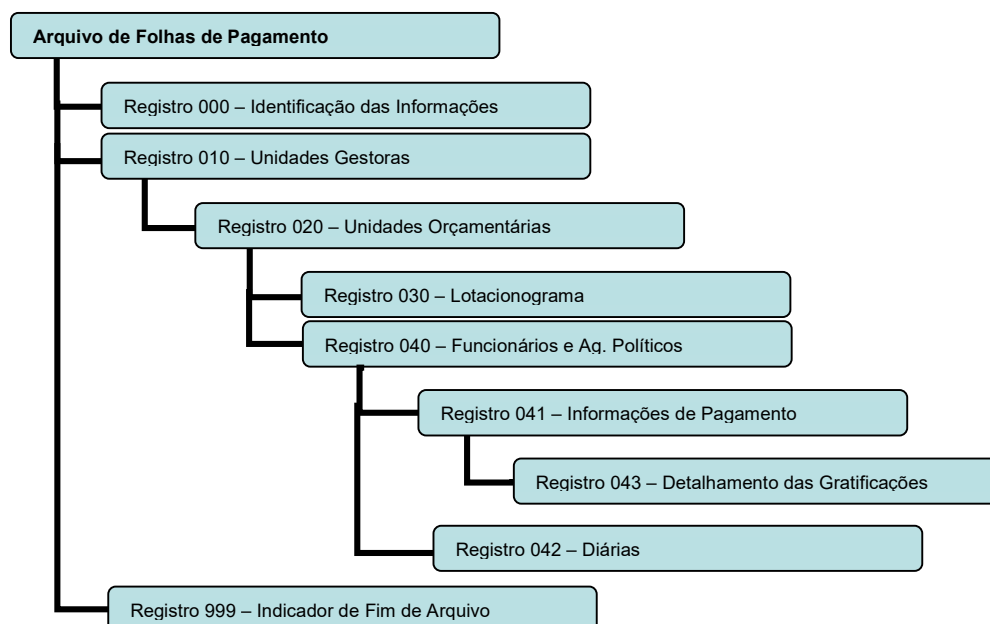 Arquivo de Folhas de Pagamento
Registro 000 – Identificação das Informações
Registro 010 – Unidades Gestoras
Registro 020 – Unidades Orçamentárias
Registro 030 – Lotacionograma
Registro 040 – Funcionários e Ag. Políticos
Registro 041 – Informações de Pagamento
Registro 043 – Detalhamento das Gratificações
Registro 042 – Diárias
Registro 999 – Indicador de Fim de Arquivo